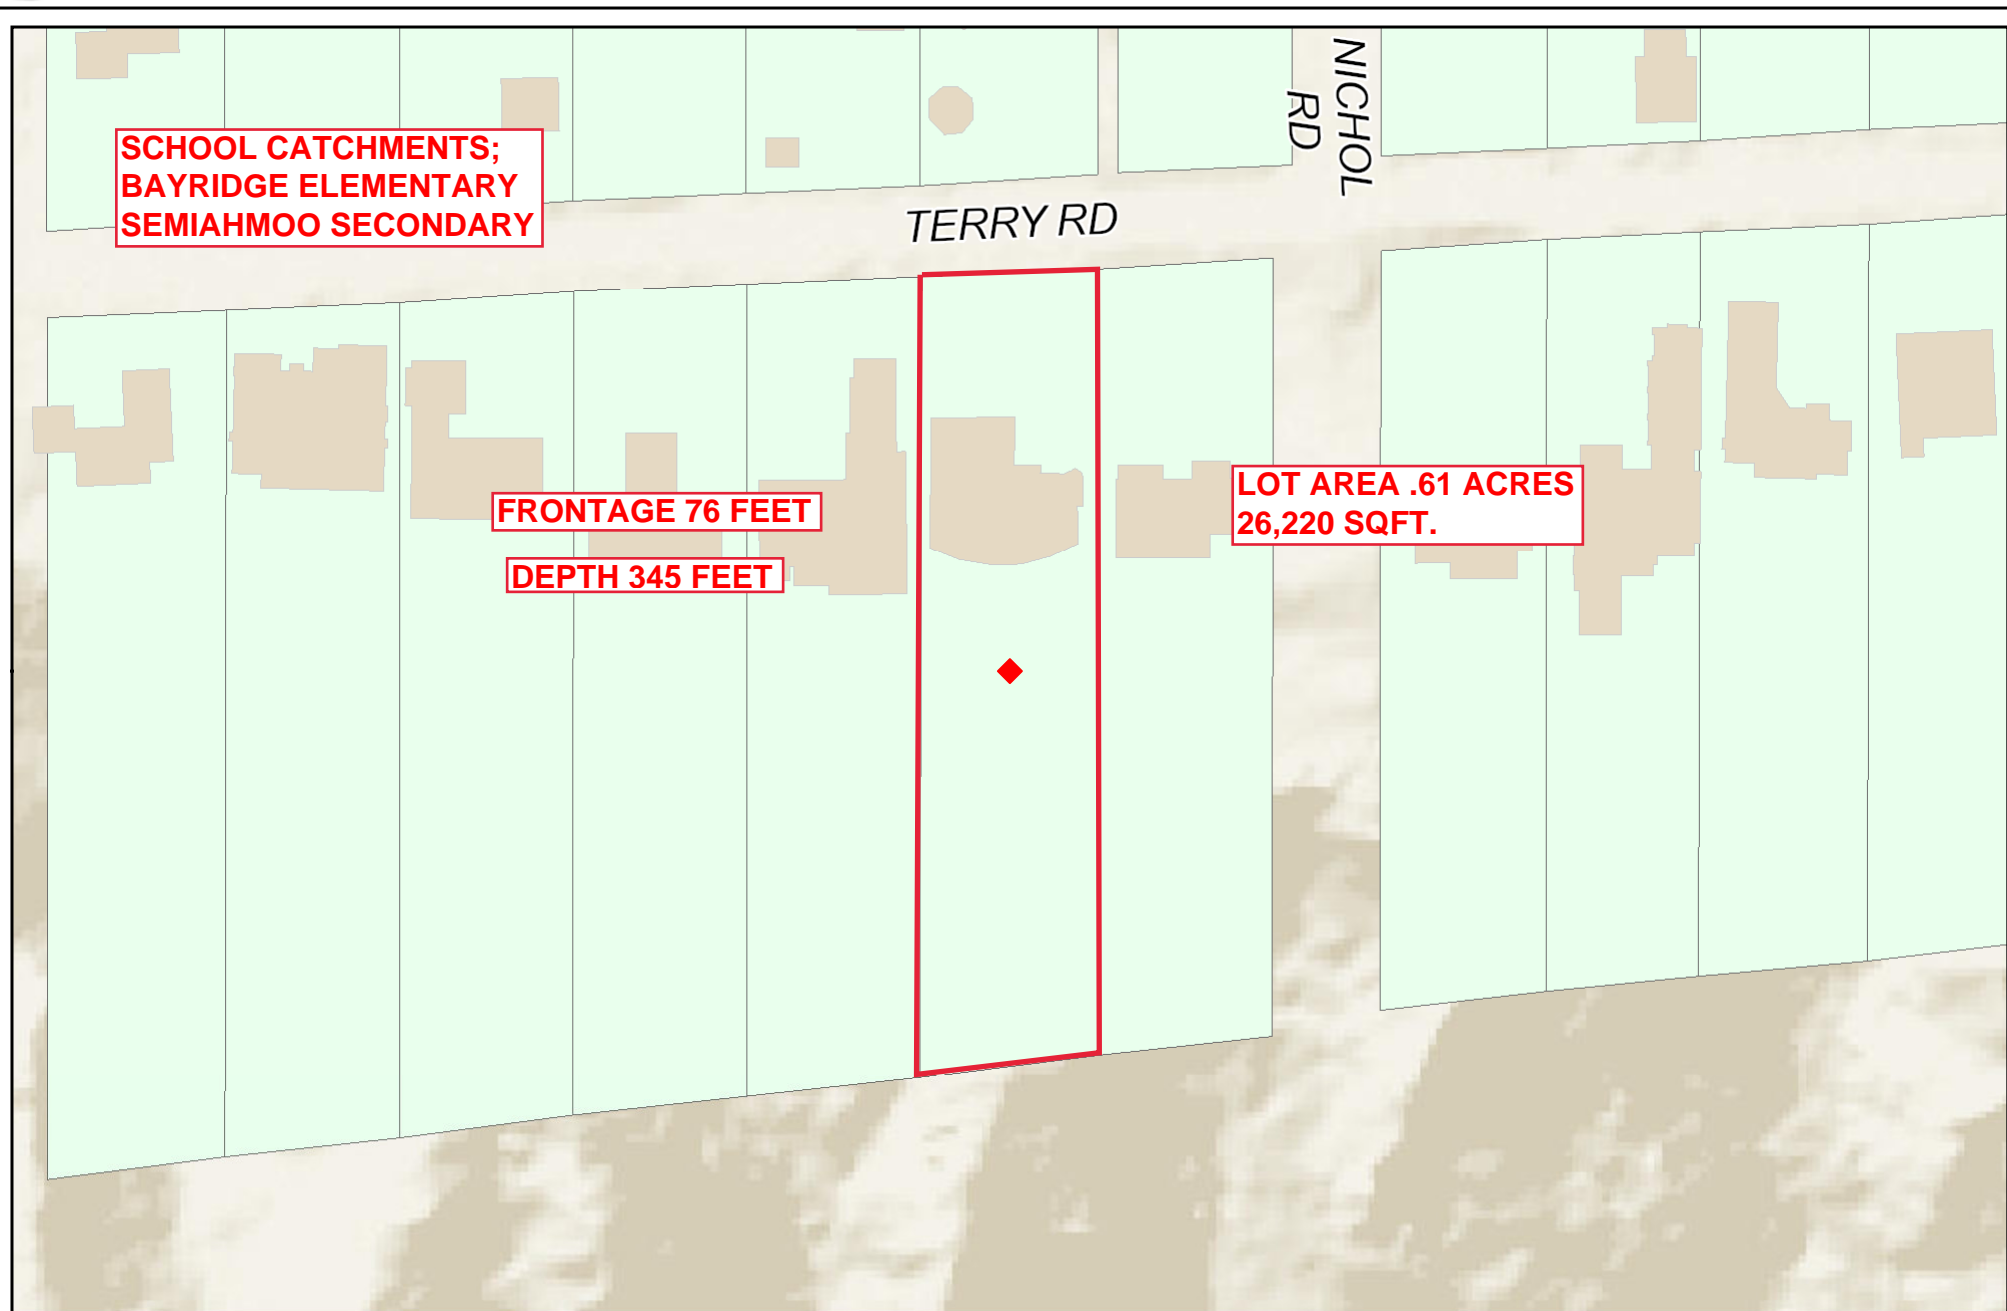 NICHOL
RD
SCHOOL CATCHMENTS;
BAYRIDGE ELEMENTARY
SEMIAHMOO SECONDARY
TERRY RD
LOT AREA .61 ACRES
26,220 SQFT.
FRONTAGE 76 FEET
DEPTH 345 FEET